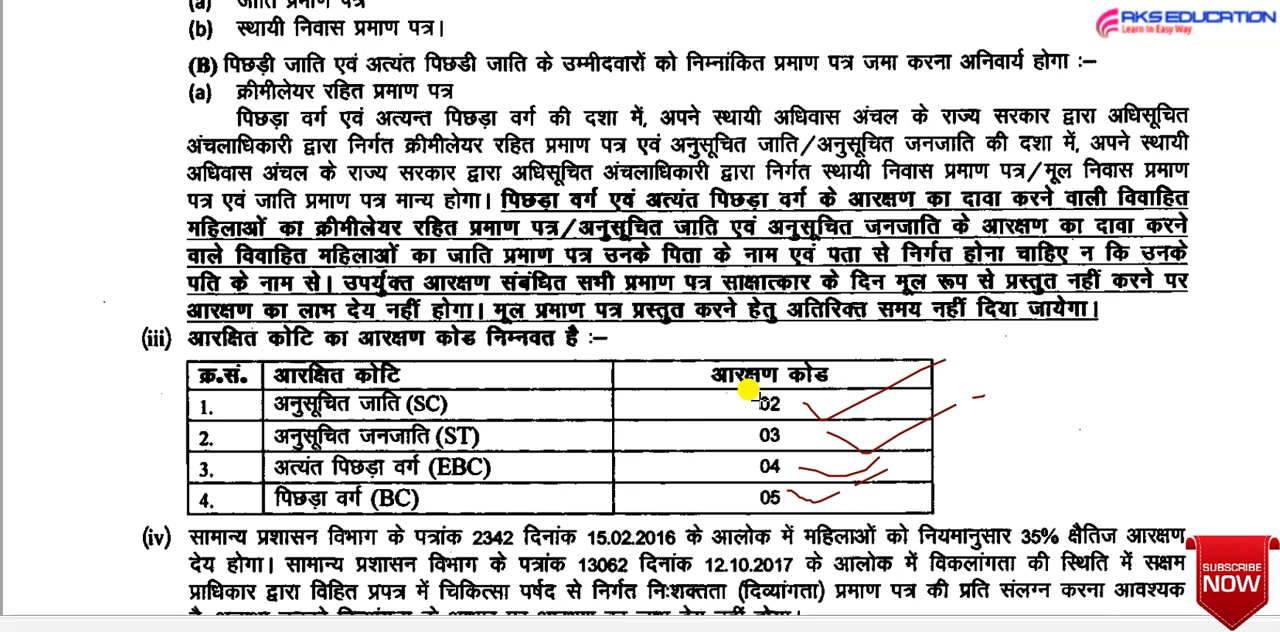 (a) जाति प्रमाण पत्र
AKS EDUCATION
Learn In Easy Way
(b) स्थायी निवास प्रमाण पत्र।
(B) पिछड़ी जाति एवं अत्यंत पिछडी जाति के उम्मीदवारों को निम्नांकित प्रमाण पत्र जमा करना अनिवार्य होगा :–
(a) क्रीमीलेयर रहित प्रमाण पत्र
पिछड़ा वर्ग एवं अत्यन्त पिछड़ा वर्ग की दशा में, अपने स्थायी अधिवास अंचल के राज्य सरकार द्वारा अधिसूचित
अंचलाधिकारी द्वारा निर्गत क्रीमीलेयर रहित प्रमाण पत्र एवं अनुसूचित जाति/अनुसूचित जनजाति की दशा में, अपने स्थायी
अधिवास अंचल के राज्य सरकार द्वारा अधिसूचित अंचलाधिकारी द्वारा निर्गत स्थायी निवास प्रमाण पत्र/मूल निवास प्रमाण
पत्र एवं जाति प्रमाण पत्र मान्य होगा। पिछड़ा वर्ग एवं अत्यंत पिछड़ा वर्ग के आरक्षण का दावा करने वाली विवाहित
महिलाओं का क्रीमीलेयर रहित प्रमाण पत्र/अनुसूचित जाति एवं अनुसूचित जनजाति के आरक्षण का दावा करने
वाले विवाहित महिलाओं का जाति प्रमाण पत्र उनके पिता के नाम एवं पता से निर्गत होना चाहिए न कि उनके
पति के नाम से। उपर्युक्त आरक्षण संबंधित सभी प्रमाण पत्र साक्षात्कार के दिन मूल रूप से प्रस्तुत नहीं करने पर
आरक्षण का लाभ देय नहीं होगा। मूल प्रमाण पत्र प्रस्तुत करने हेतु अतिरिक्त समय नहीं दिया जायेगा।
(iii) आरक्षित कोटि का आरक्षण कोड निम्नवत है :–
क्र.सं. आरक्षित कोटि आरक्षण कोड
1. अनुसूचित जाति (SC) 02
2. अनुसूचित जनजाति (ST) 03
3. अत्यंत पिछड़ा वर्ग (EBC) 04
4. पिछड़ा वर्ग (BC) 05
(iv) सामान्य प्रशासन विभाग के पत्रांक 2342 दिनांक 15.02.2016 के आलोक में महिलाओं को नियमानुसार 35% क्षैतिज आरक्षण
देय होगा। सामान्य प्रशासन विभाग के पत्रांक 13062 दिनांक 12.10.2017 के आलोक में विकलांगता की स्थिति में सक्षम
प्राधिकार द्वारा विहित प्रपत्र में चिकित्सा पर्षद से निर्गत निःशक्तता (दिव्यांगता) प्रमाण पत्र की प्रति संलग्न करना आवश्यक
SUBSCRIBE
NOW